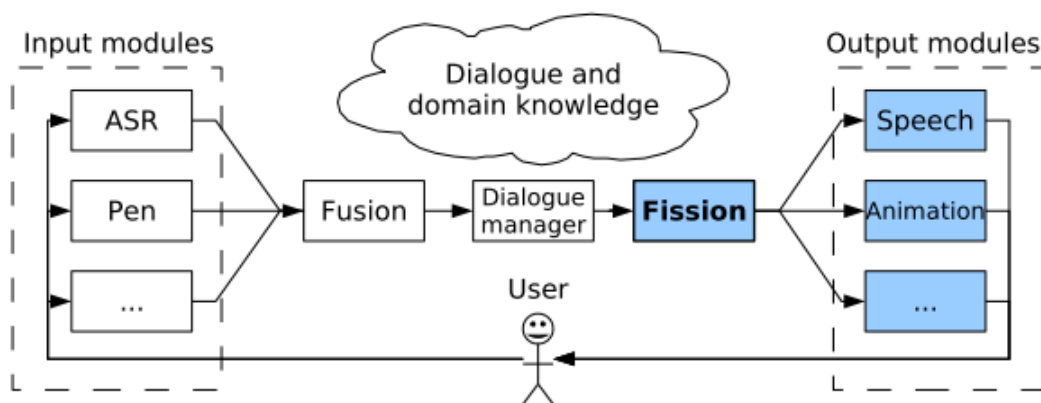 Input modules
Output modules
Dialogue and
domain knowledge
ASR
Speech
Pen
Fusion
Dialogue
manager
Fission
Animation
...
...
User